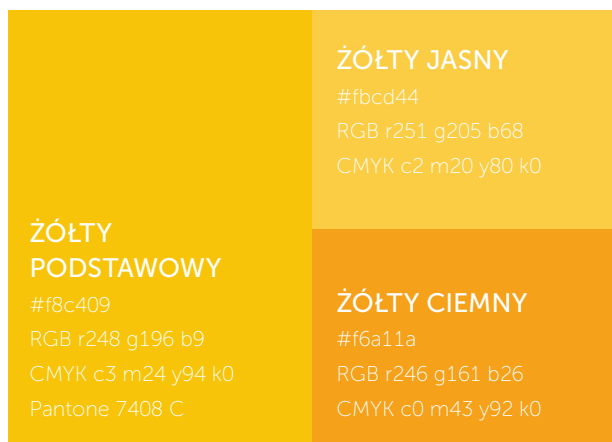 ŻÓŁTY
PODSTAWOWY
#f8c409
RGB r248 g196 b9
CMYK c3 m24 y94 k0
Pantone 7408 C
ŻÓŁTY JASNY
#fbcd44
RGB r251 g205 b68
CMYK c2 m20 y80 k0
ŻÓŁTY CIEMNY
#f6a11a
RGB r246 g161 b26
CMYK c0 m43 y92 k0